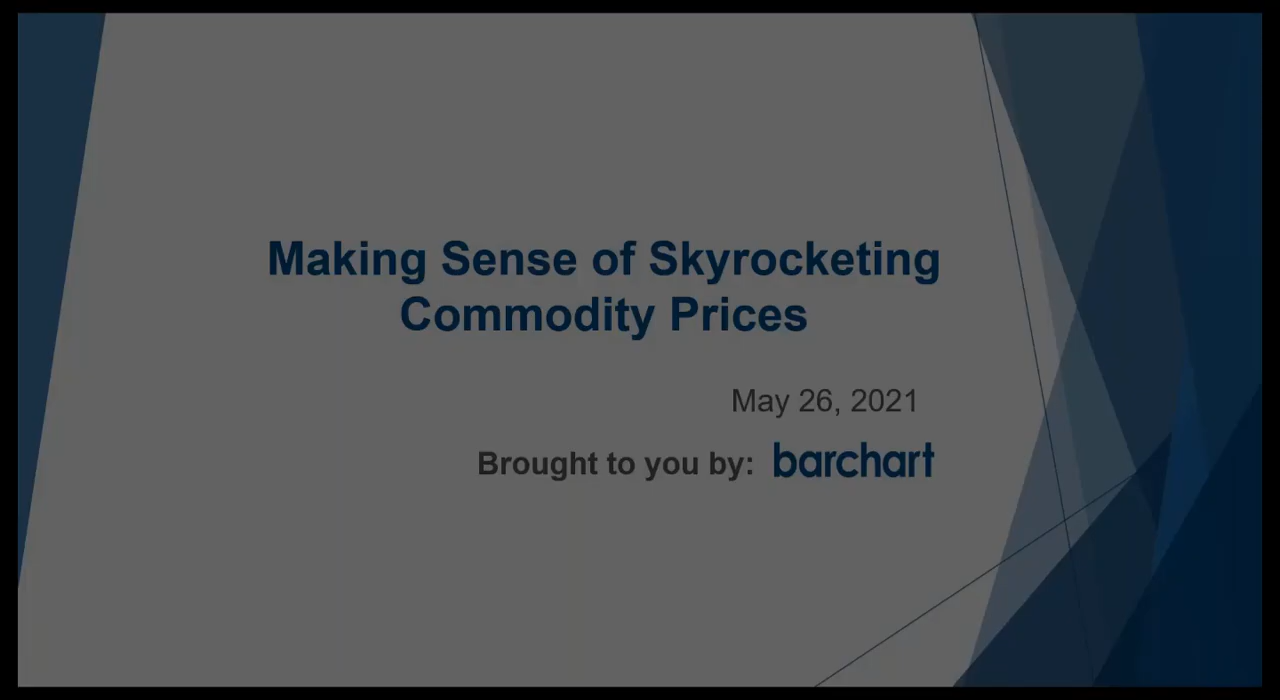 Making Sense of Skyrocketing
Commodity Prices
May 26, 2021
Brought to you by: barchart